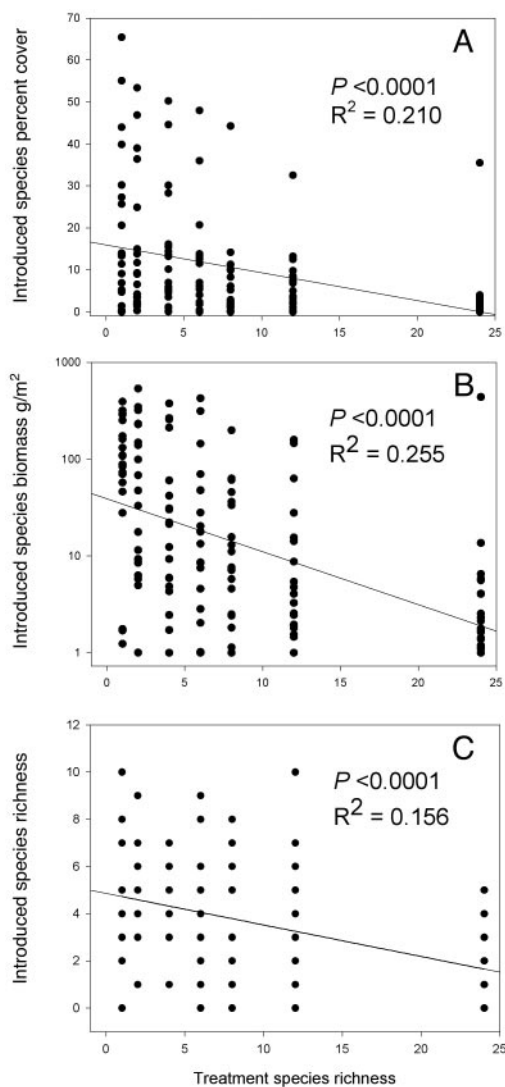 A
P <0.0001
R² = 0.210
Introduced species percent cover
70
60
50
40
30
20
10
0
0 5 10 15 20 25
B
P <0.0001
R² = 0.255
Introduced species biomass g/m²
1000
100
10
1
0 5 10 15 20 25
C
P <0.0001
R² = 0.156
Introduced species richness
12
10
8
6
4
2
0
0 5 10 15 20 25
Treatment species richness